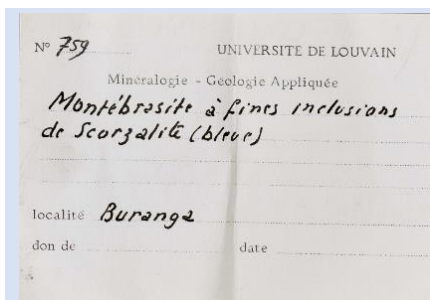 N° 759 UNIVERSITE DE LOUVAIN
Minéralogie - Géologie Appliquée
Montébrasite à fines inclusions
de Scorzalite (bleue)
localité Buranga
don de date